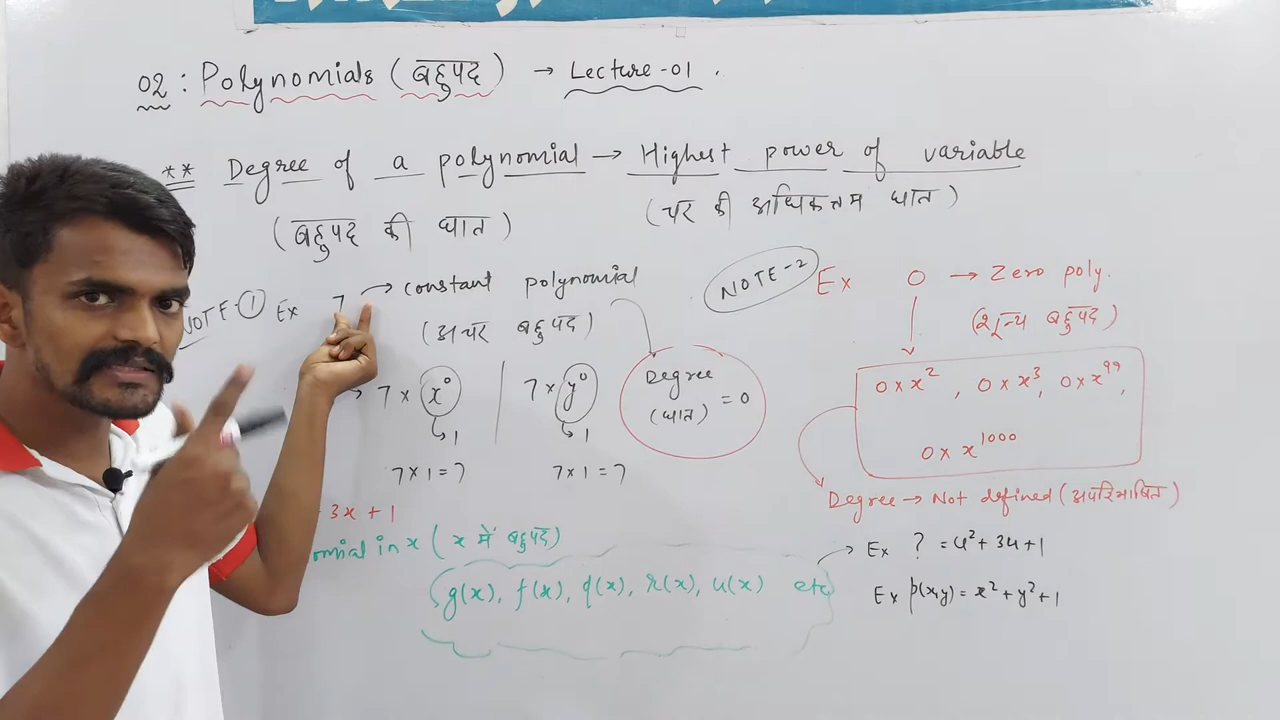 02 : Polynomials (बहुपद) → Lecture-01 .
** Degree of a polynomial → Highest power of variable
(बहुपद की घात) (चर की अधिकतम घात)
NOTE-① Ex 7 → constant polynomial
(अचर बहुपद)
→ 7 × x⁰ | 7 × y⁰
↳ 1 ↳ 1
7 × 1 = 7 7 × 1 = 7
Degree (घात) = 0
NOTE-2 Ex 0 → Zero poly.
(शून्य बहुपद)
0 × x², 0 × x³, 0 × x⁹⁹,
0 × x¹⁰⁰⁰
Degree → Not defined (अपरिभाषित)
3x + 1
omial in x (x में बहुपद)
g(x), f(x), q(x), r(x), u(x) etc
→ Ex ? = u² + 3u + 1
Ex p(x,y) = x² + y² + 1